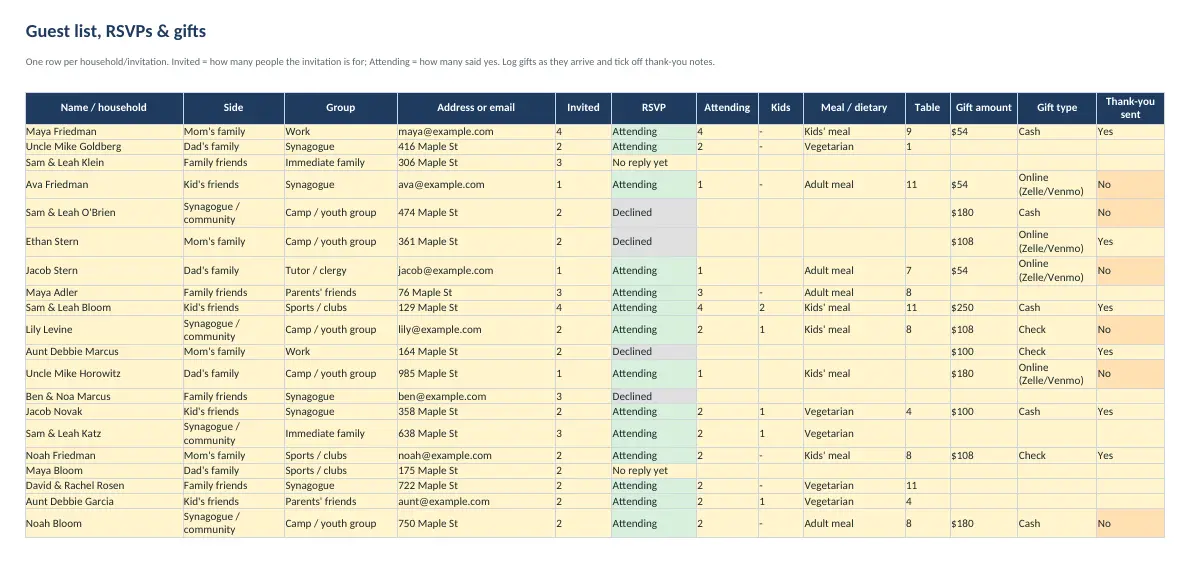 Guest list, RSVPs & gifts
One row per household/invitation. Invited = how many people the invitation is for; Attending = how many said yes. Log gifts as they arrive and tick off thank-you notes.
Name / household Side Group Address or email Invited RSVP Attending Kids Meal / dietary Table Gift amount Gift type Thank-you sent
Maya Friedman Mom's family Work maya@example.com 4 Attending 4 - Kids' meal 9 $54 Cash Yes
Uncle Mike Goldberg Dad's family Synagogue 416 Maple St 2 Attending 2 - Vegetarian 1
Sam & Leah Klein Family friends Immediate family 306 Maple St 3 No reply yet
Ava Friedman Kid's friends Synagogue ava@example.com 1 Attending 1 - Adult meal 11 $54 Online (Zelle/Venmo) No
Sam & Leah O'Brien Synagogue / community Camp / youth group 474 Maple St 2 Declined $180 Cash No
Ethan Stern Mom's family Camp / youth group 361 Maple St 2 Declined $108 Online (Zelle/Venmo) Yes
Jacob Stern Dad's family Tutor / clergy jacob@example.com 1 Attending 1 Adult meal 7 $54 Online (Zelle/Venmo) No
Maya Adler Family friends Parents' friends 76 Maple St 3 Attending 3 - Adult meal 8
Sam & Leah Bloom Kid's friends Sports / clubs 129 Maple St 4 Attending 4 2 Kids' meal 11 $250 Cash Yes
Lily Levine Synagogue / community Camp / youth group lily@example.com 2 Attending 2 1 Kids' meal 8 $108 Check No
Aunt Debbie Marcus Mom's family Work 164 Maple St 2 Declined $100 Check Yes
Uncle Mike Horowitz Dad's family Camp / youth group 985 Maple St 1 Attending 1 Kids' meal $180 Online (Zelle/Venmo) No
Ben & Noa Marcus Family friends Synagogue ben@example.com 3 Declined
Jacob Novak Kid's friends Synagogue 358 Maple St 2 Attending 2 1 Vegetarian 4 $100 Cash Yes
Sam & Leah Katz Synagogue / community Immediate family 638 Maple St 3 Attending 2 1 Vegetarian
Noah Friedman Mom's family Sports / clubs noah@example.com 2 Attending 2 - Kids' meal 8 $108 Check Yes
Maya Bloom Dad's family Sports / clubs 175 Maple St 2 No reply yet
David & Rachel Rosen Family friends Synagogue 722 Maple St 2 Attending 2 - Vegetarian 11
Aunt Debbie Garcia Kid's friends Parents' friends aunt@example.com 2 Attending 2 1 Vegetarian 4
Noah Bloom Synagogue / community Camp / youth group 750 Maple St 2 Attending 2 - Adult meal 8 $180 Cash No